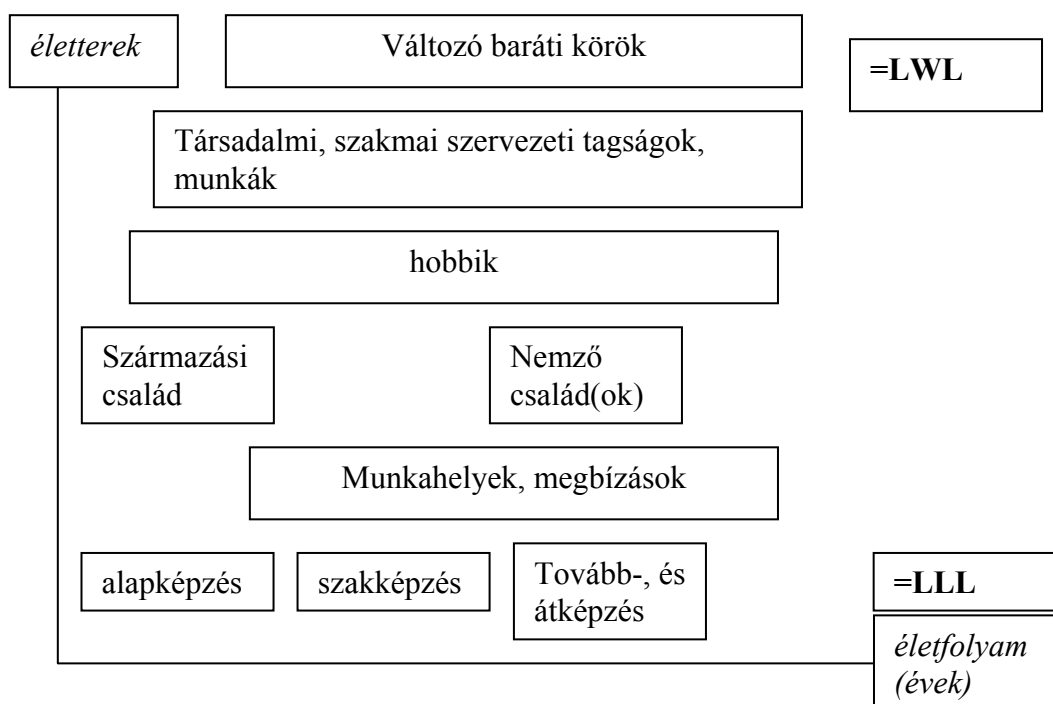 életterek
Változó baráti körök
=LWL
Társadalmi, szakmai szervezeti tagságok,
munkák
hobbik
Származási
család
Nemző
család(ok)
Munkahelyek, megbízások
alapképzés
szakképzés
Tovább-, és
átképzés
=LLL
életfolyam
(évek)